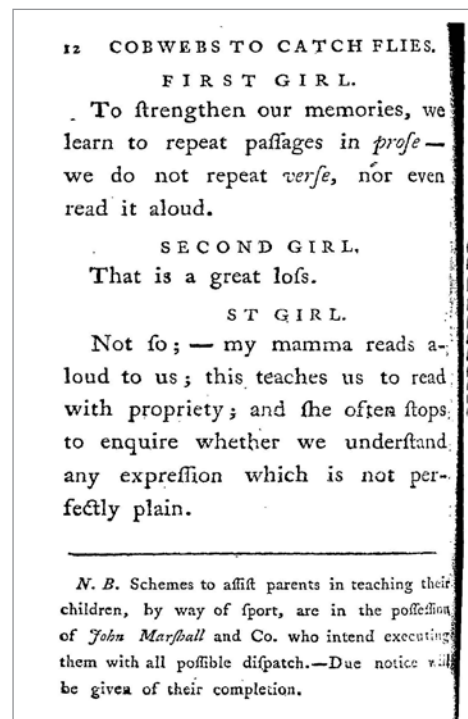 12 COBWEBS TO CATCH FLIES.
FIRST GIRL.
To ſtrengthen our memories, we
learn to repeat paſſages in proſe—
we do not repeat verſe, nor even
read it aloud.
SECOND GIRL.
That is a great loſs.
ST GIRL.
Not ſo; — my mamma reads a-
loud to us; this teaches us to read
with propriety; and ſhe often ſtops
to enquire whether we underſtand
any expreſſion which is not per-
fectly plain.
N. B. Schemes to aſſiſt parents in teaching their
children, by way of ſport, are in the poſſeſſion
of John Marſhall and Co. who intend executing
them with all poſſible diſpatch.—Due notice will
be given of their completion.